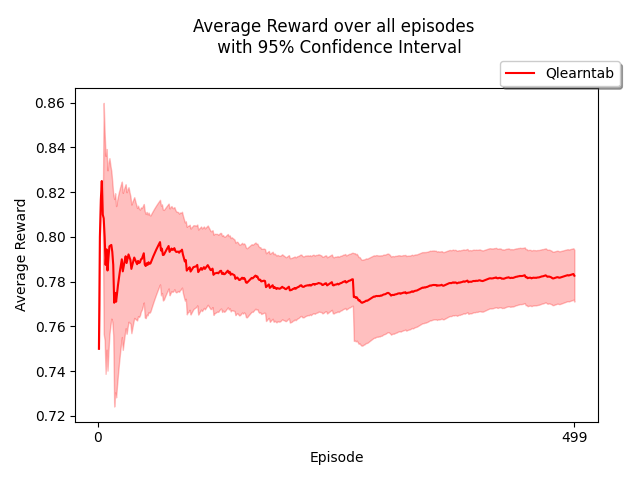 Average Reward over all episodes
with 95% Confidence Interval
Qlearntab
0.86
0.84
0.82
0.80
0.78
0.76
0.74
0.72
Average Reward
0
499
Episode